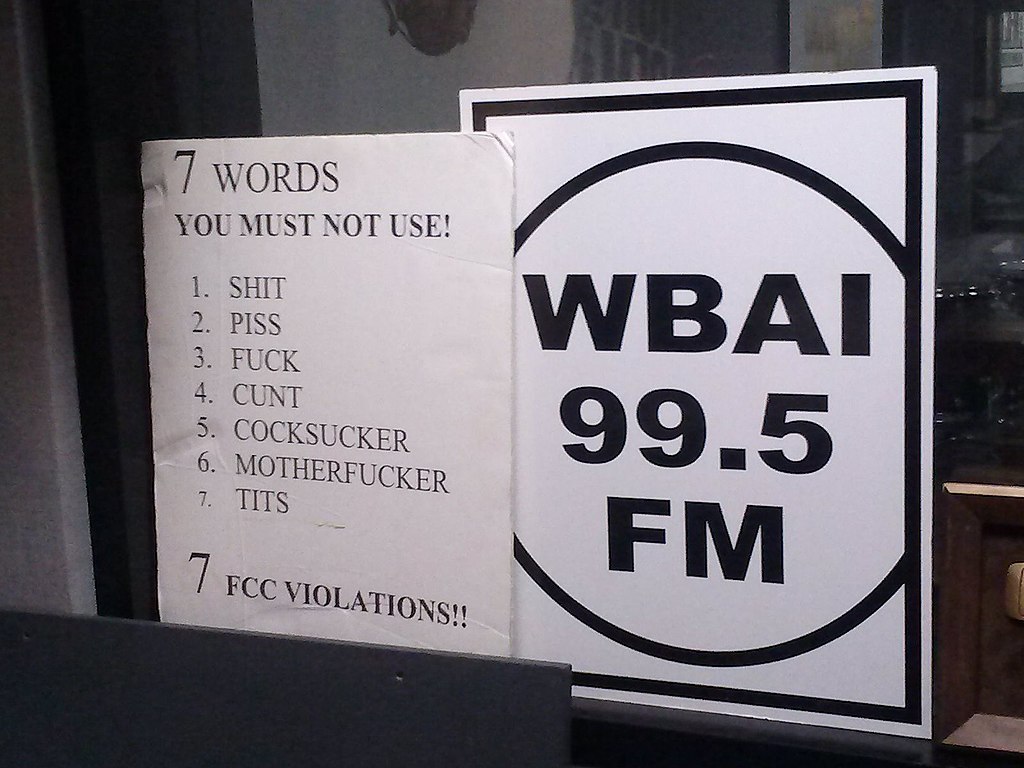 7 WORDS
YOU MUST NOT USE!
1. SHIT
2. PISS
3. FUCK
4. CUNT
5. COCKSUCKER
6. MOTHERFUCKER
7. TITS
7 FCC VIOLATIONS!!
WBAI
99.5
FM